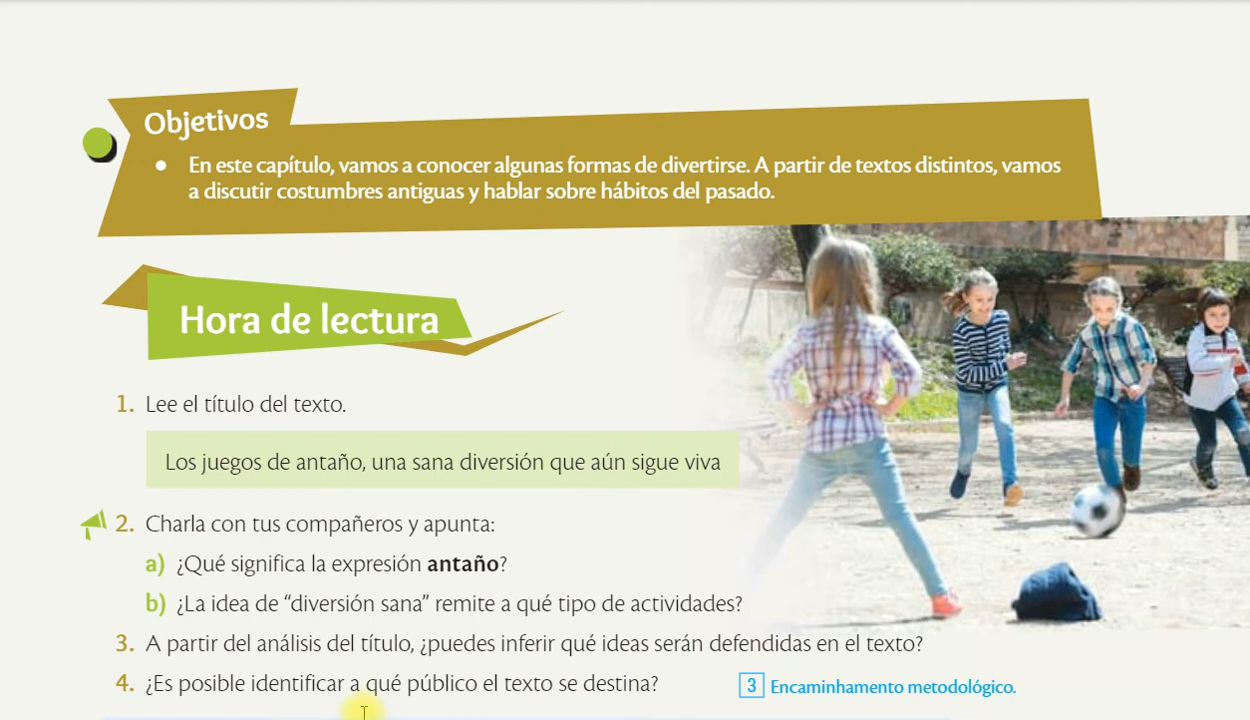 Objetivos
• En este capítulo, vamos a conocer algunas formas de divertirse. A partir de textos distintos, vamos
a discutir costumbres antiguas y hablar sobre hábitos del pasado.
Hora de lectura
1. Lee el título del texto.
Los juegos de antaño, una sana diversión que aún sigue viva
2. Charla con tus compañeros y apunta:
a) ¿Qué significa la expresión antaño?
b) ¿La idea de “diversión sana” remite a qué tipo de actividades?
3. A partir del análisis del título, ¿puedes inferir qué ideas serán defendidas en el texto?
4. ¿Es posible identificar a qué público el texto se destina?
3 Encaminhamento metodológico.